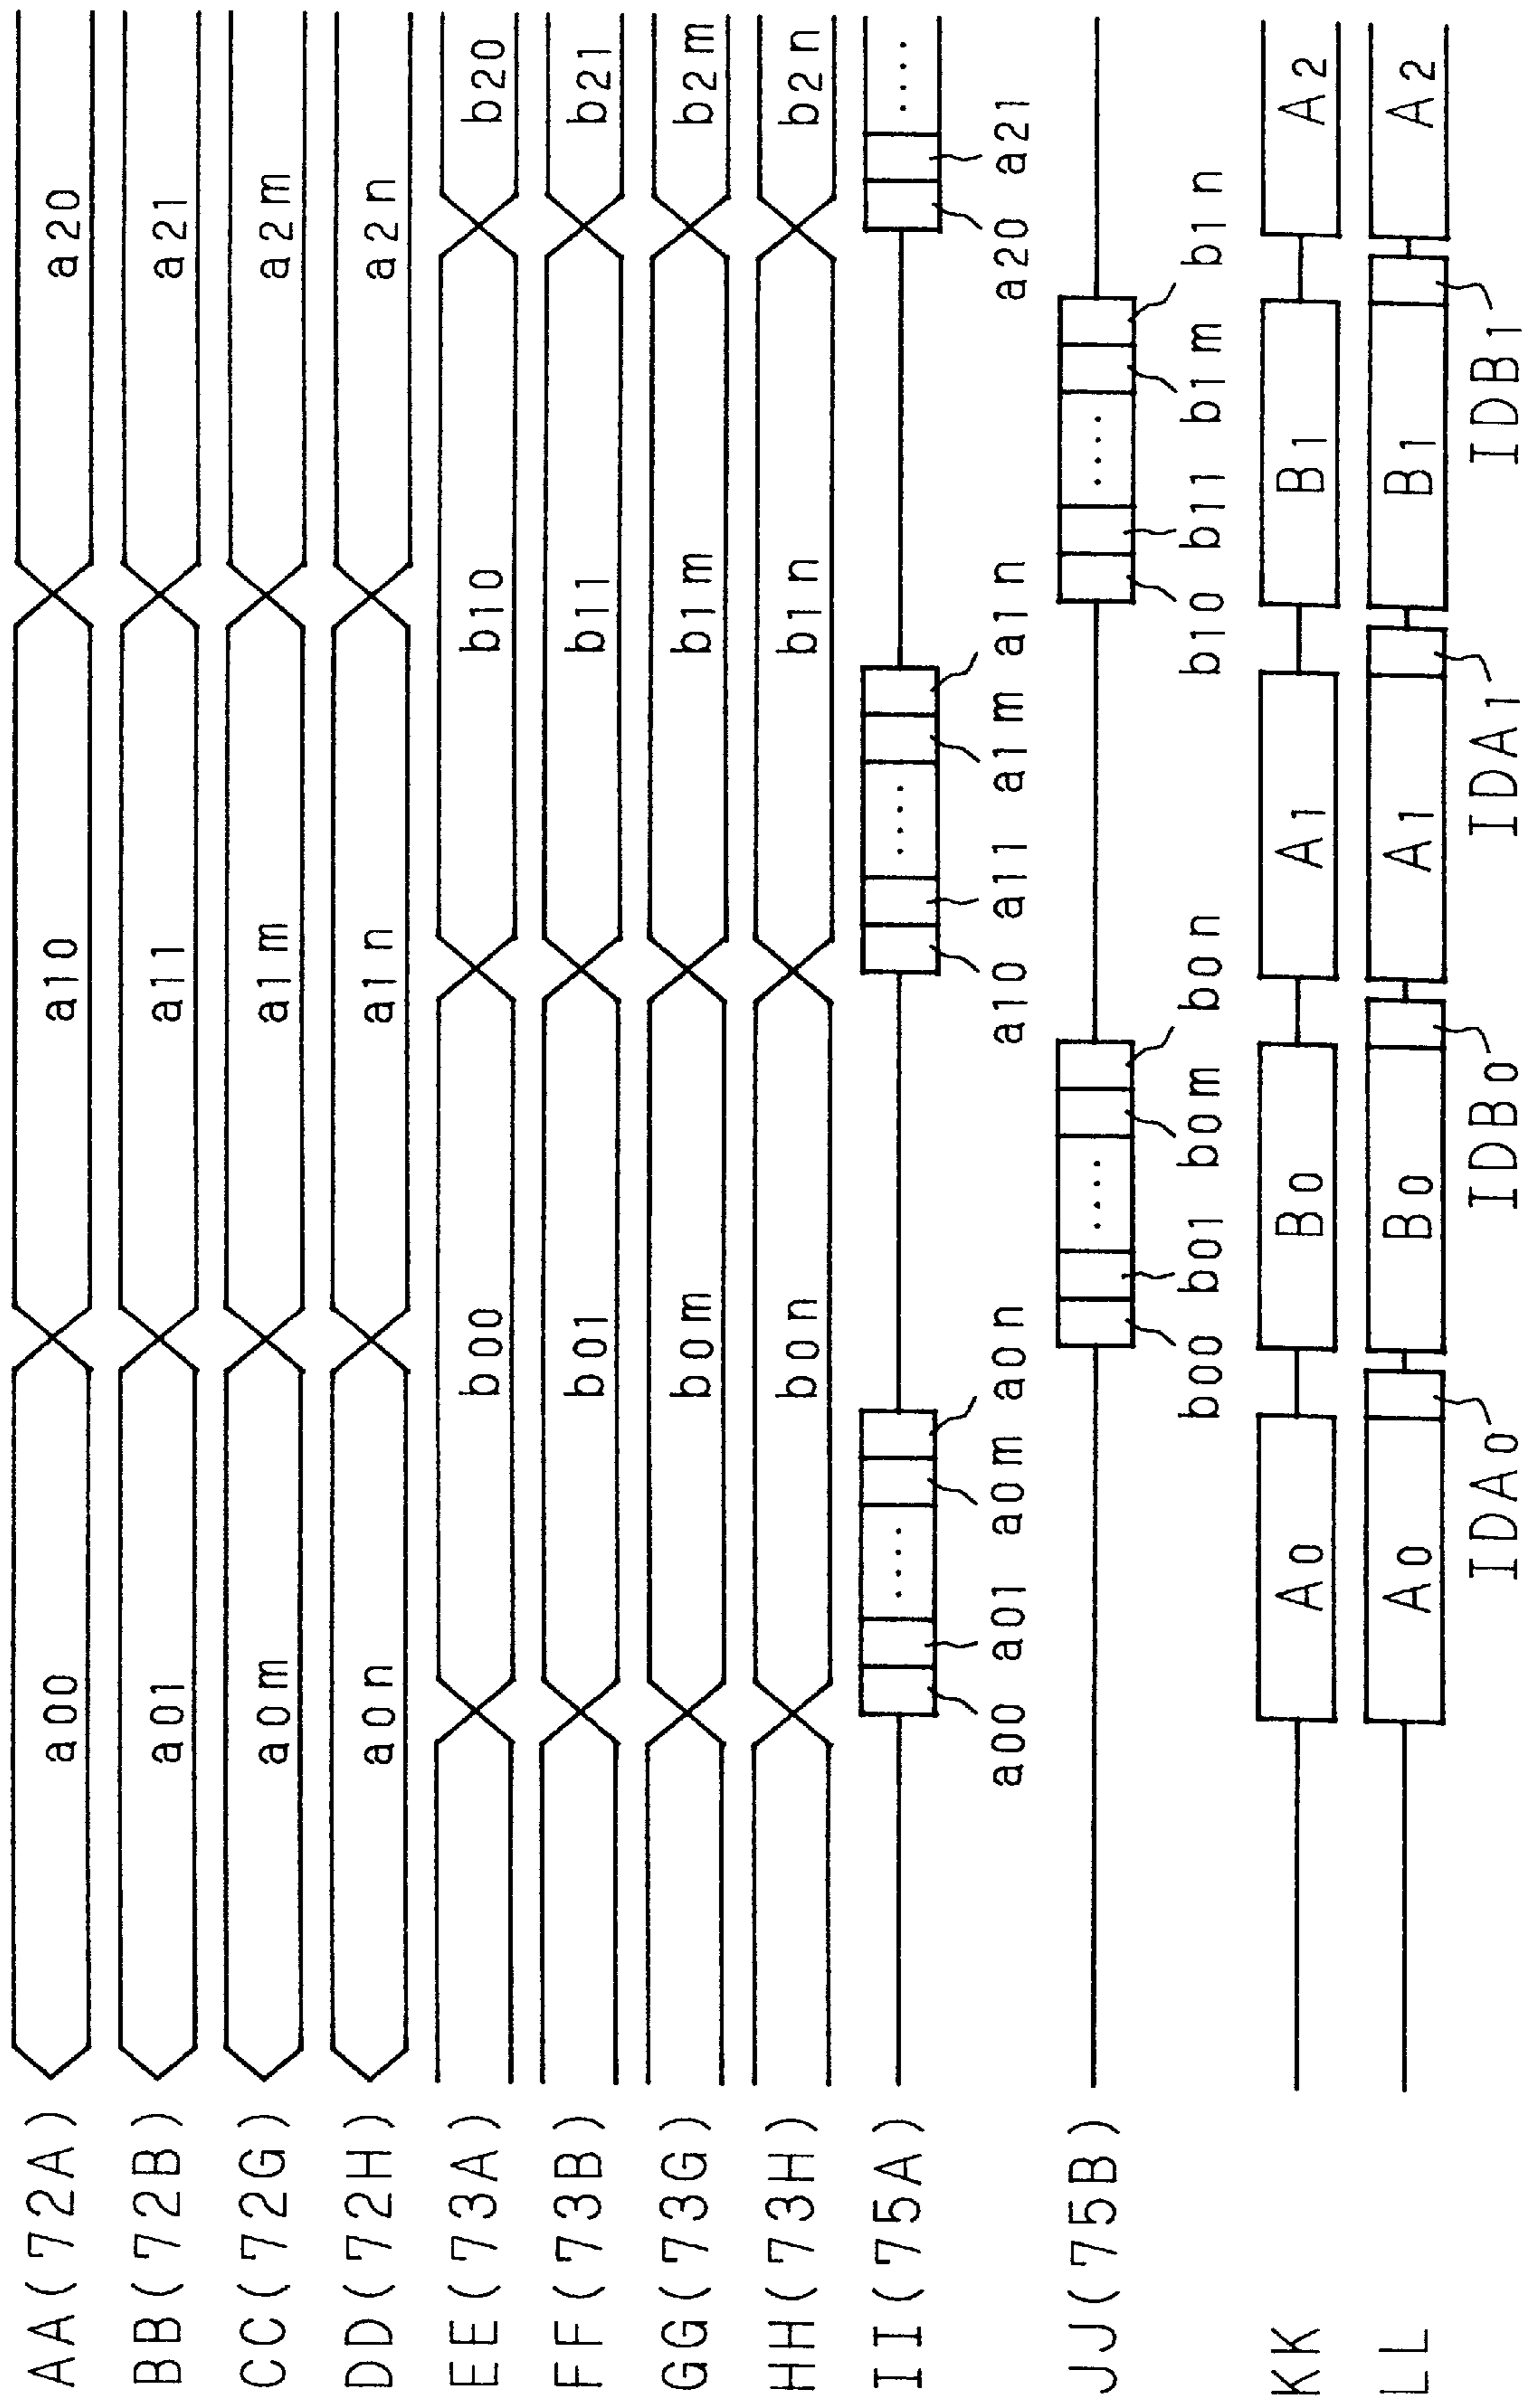 AA(72A) a00 a10 a20
BB(72B) a01 a11 a21
CC(72G) a0m a1m a2m
DD(72H) a0n a1n a2n
EE(73A) b00 b10 b20
FF(73B) b01 b11 b21
GG(73G) b0m b1m b2m
HH(73H) b0n b1n b2n
II(75A) ..... ..... ....
a00 a01 a0m a0n a10 a11 a1m a1n a20 a21
JJ(75B) ..... .....
b00 b01 b0m b0n b10 b11 b1m b1n
KK A0 B0 A1 B1 A2
LL A0 B0 A1 B1 A2
IDA0 IDB0 IDA1 IDB1